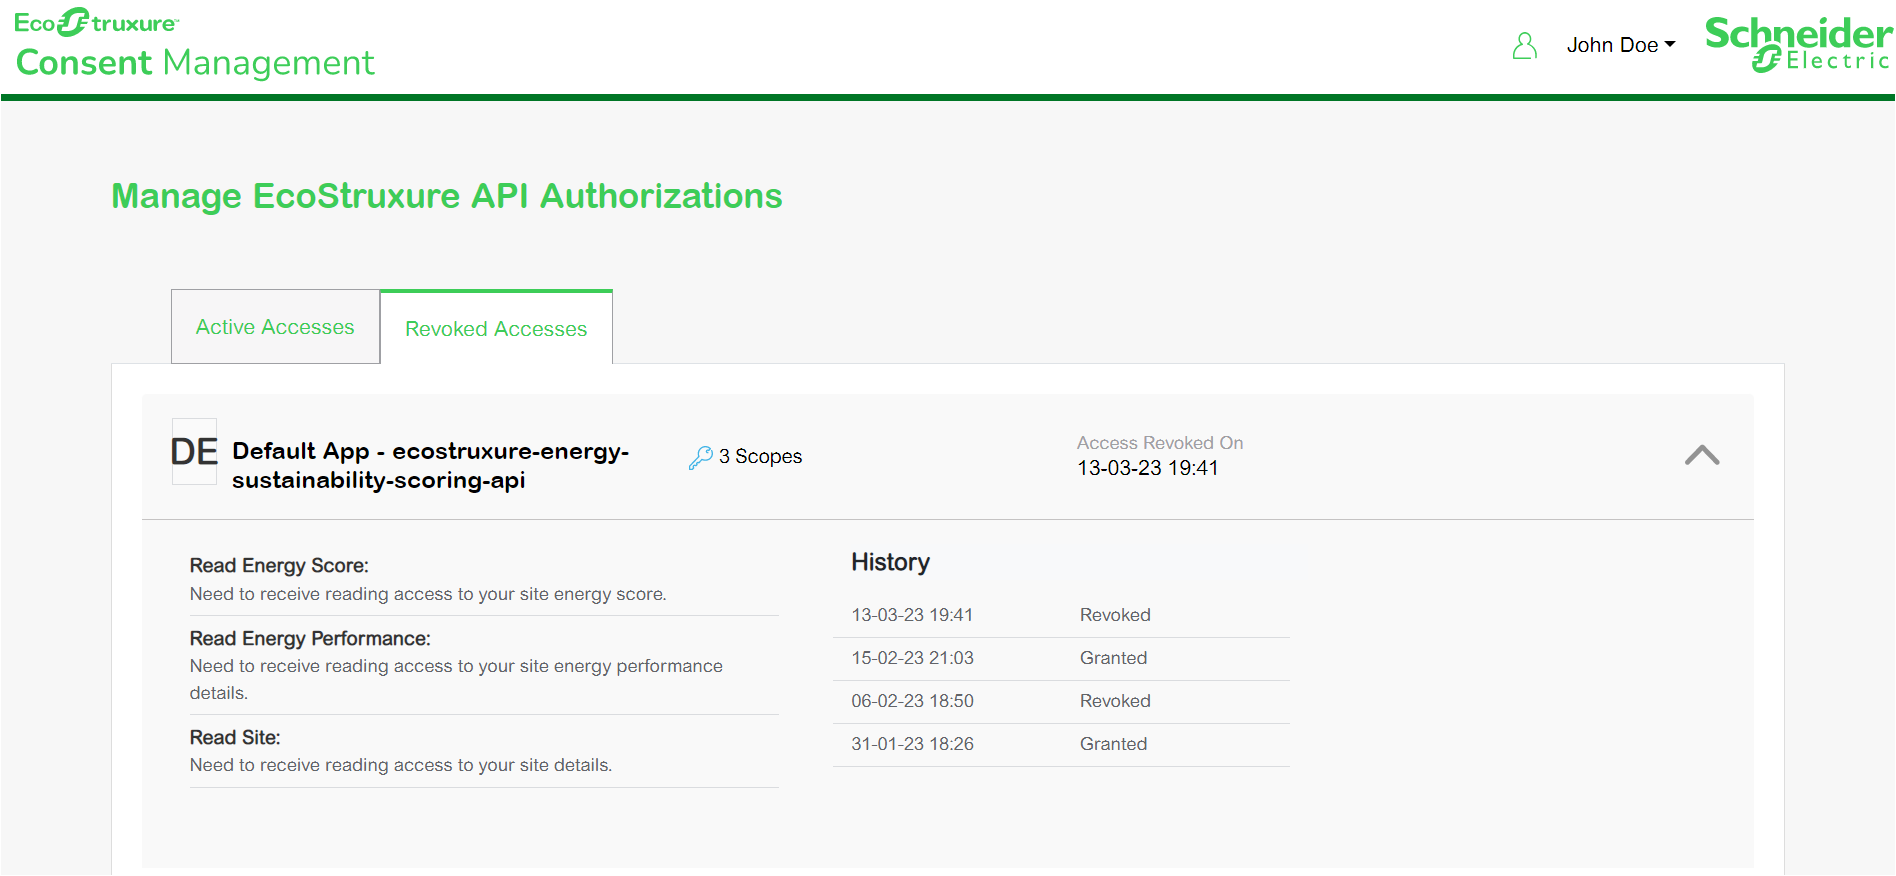 EcoStruxure™
Consent Management
John Doe
Schneider
Electric
Manage EcoStruxure API Authorizations
Active Accesses
Revoked Accesses
DE
Default App - ecostruxure-energy-
sustainability-scoring-api
3 Scopes
Access Revoked On
13-03-23 19:41
Read Energy Score:
Need to receive reading access to your site energy score.
Read Energy Performance:
Need to receive reading access to your site energy performance
details.
Read Site:
Need to receive reading access to your site details.
History
13-03-23 19:41 Revoked
15-02-23 21:03 Granted
06-02-23 18:50 Revoked
31-01-23 18:26 Granted